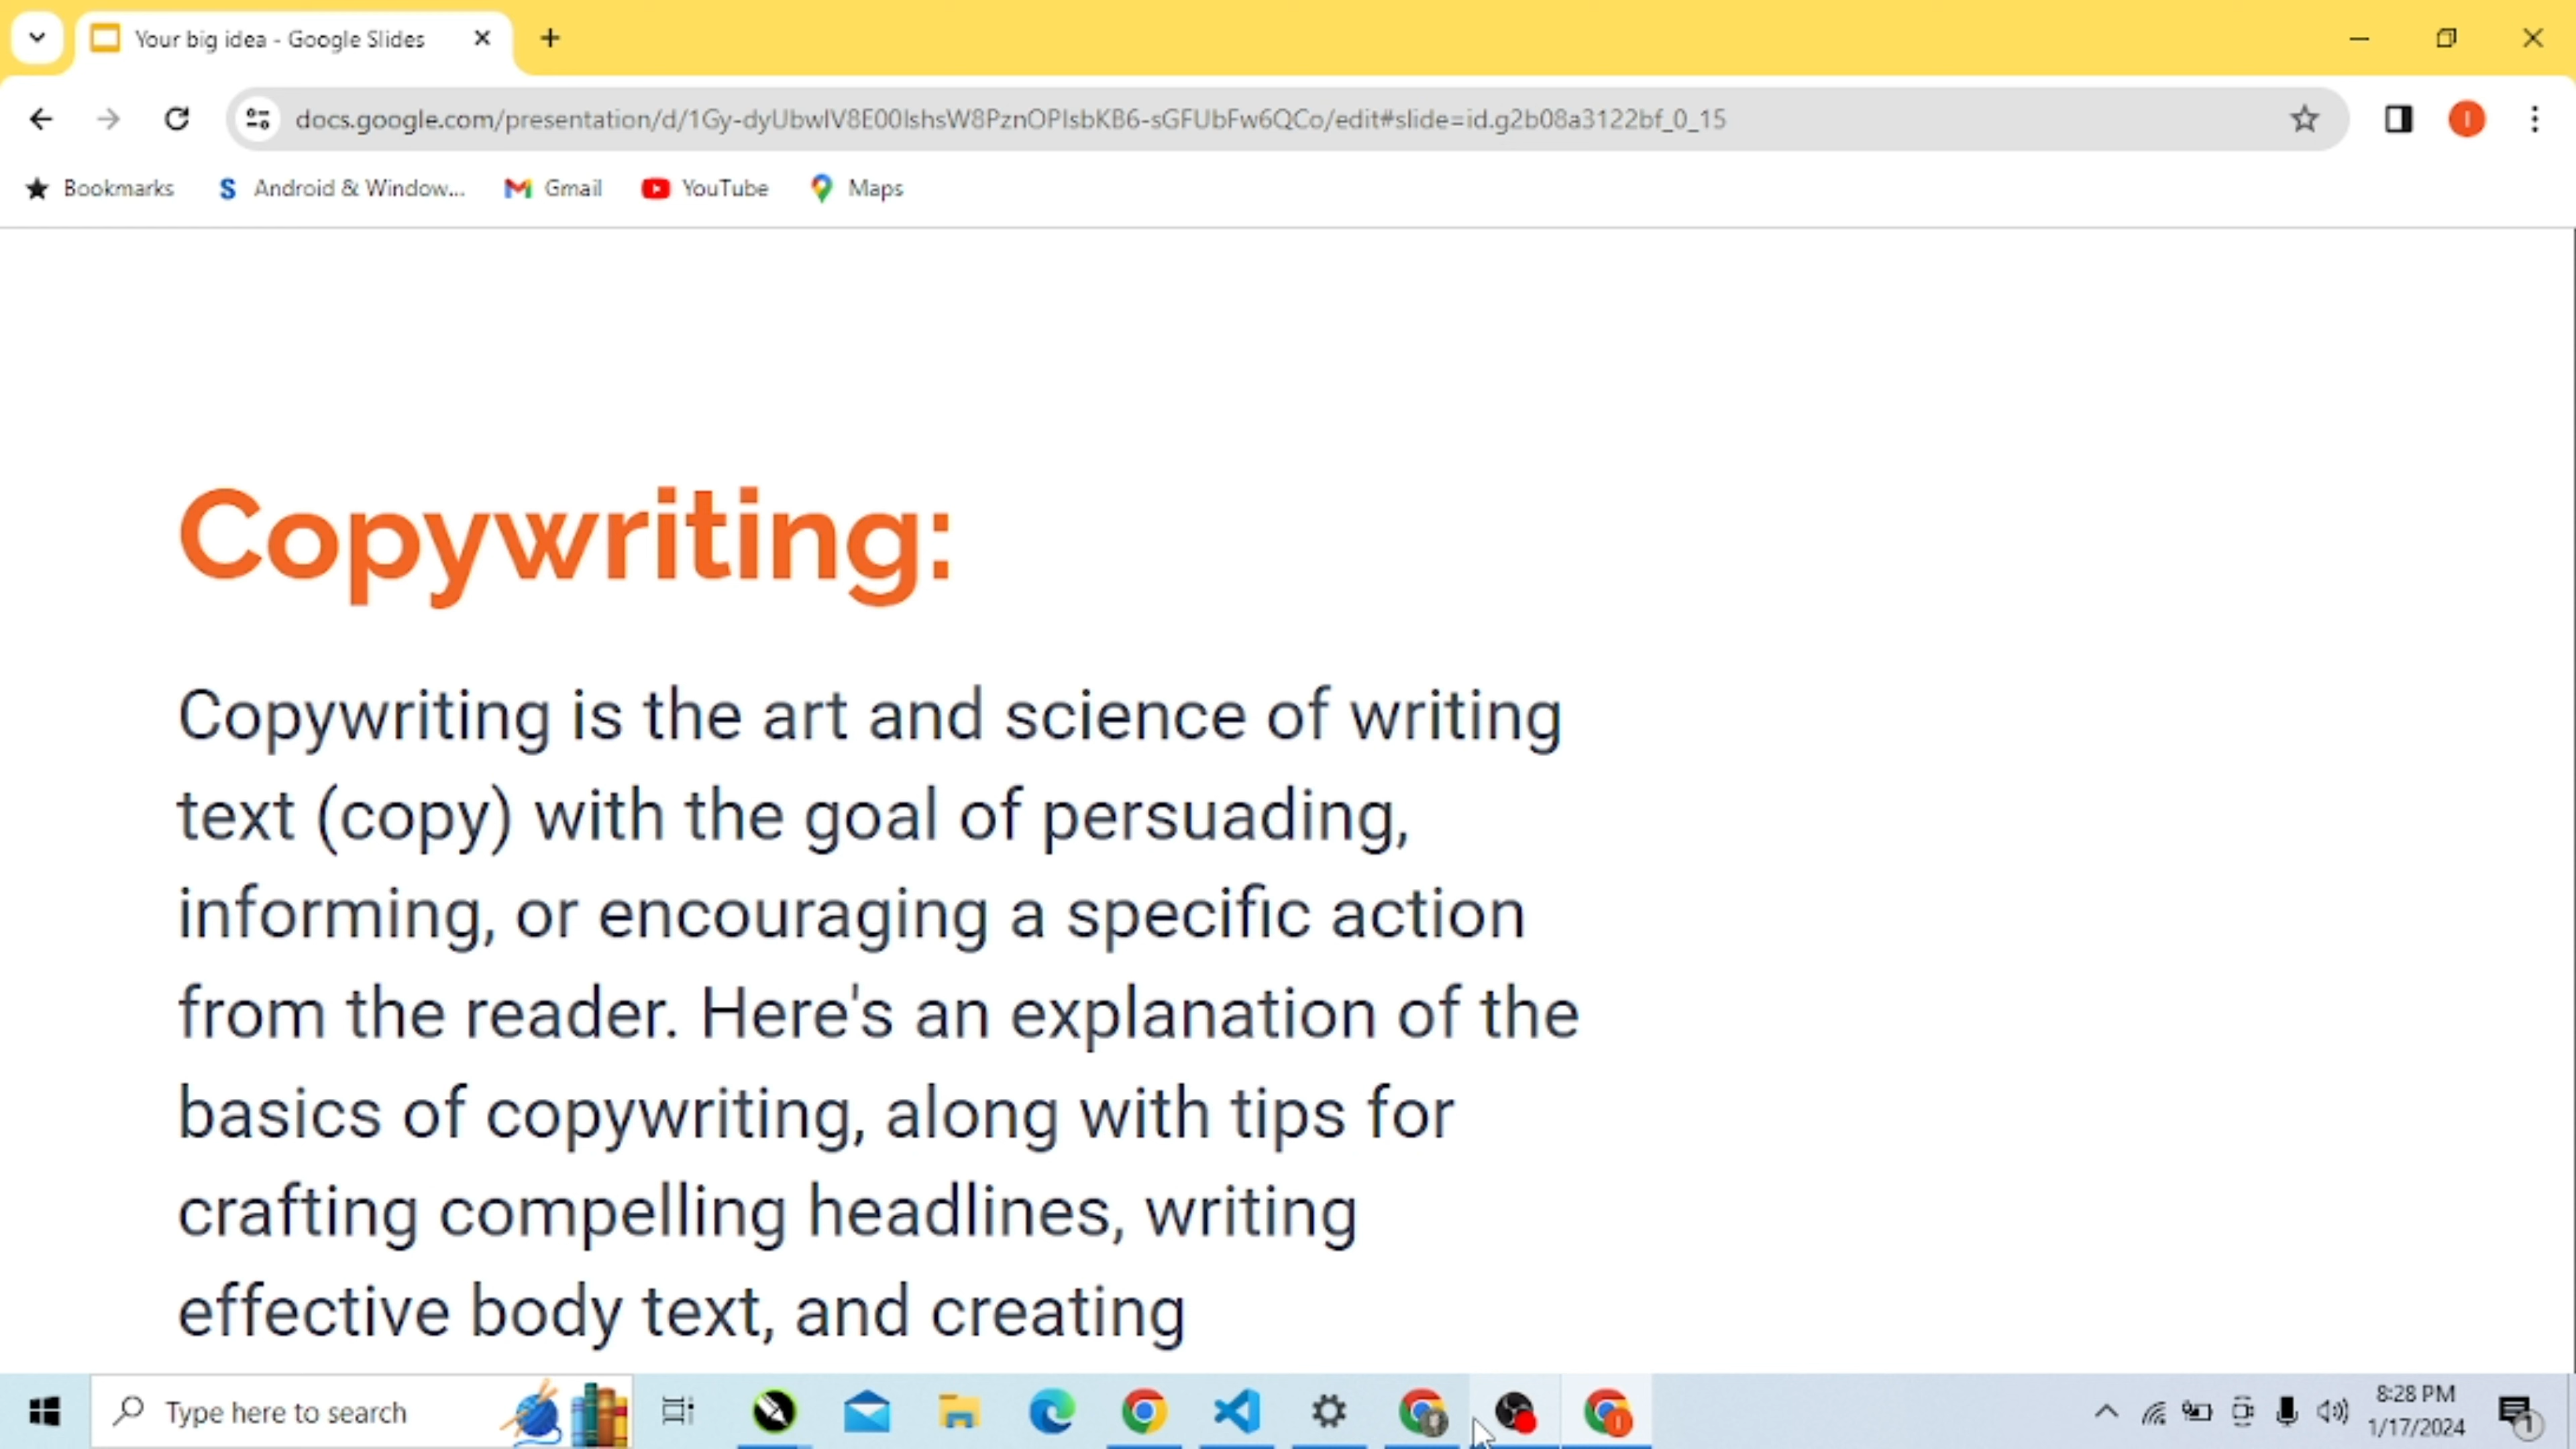 Your big idea - Google Slides
docs.google.com/presentation/d/1Gy-dyUbwIV8E00IshsW8PznOPIsbKB6-sGFUbFw6QCo/edit#slide=id.g2b08a3122bf_0_15
Bookmarks Android & Window... Gmail YouTube Maps
Copywriting:
Copywriting is the art and science of writing
text (copy) with the goal of persuading,
informing, or encouraging a specific action
from the reader. Here's an explanation of the
basics of copywriting, along with tips for
crafting compelling headlines, writing
effective body text, and creating
Type here to search
8:28 PM
1/17/2024
1